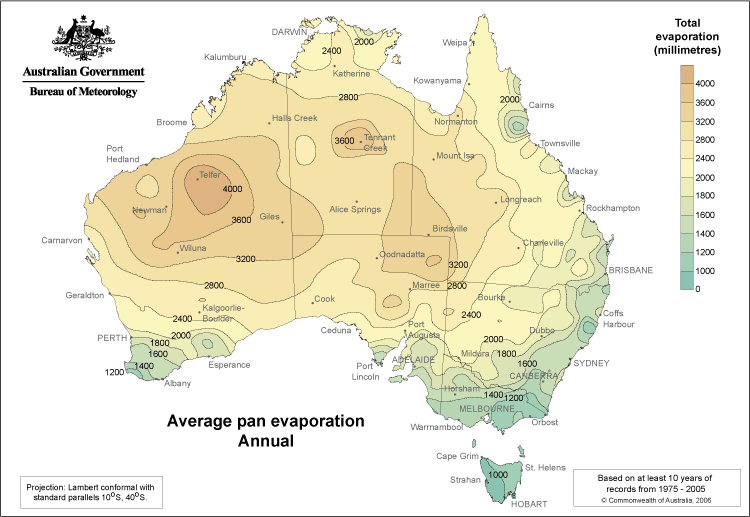 Australian Government
Bureau of Meteorology
Total
evaporation
(millimetres)
4000
3600
3200
2800
2400
2000
1800
1600
1400
1200
1000
0
DARWIN
2000
2400
Weipa
Kalumburu
Katherine
Kowanyama
2800
2000
Cairns
Broome
Halls Creek
Normanton
3600
Tennant
Creek
Townsville
Port
Hedland
Mount Isa
Mackay
Telfer
4000
Newman
Longreach
Alice Springs
Rockhampton
3600
Giles
Birdsville
Carnarvon
Wiluna
Charleville
3200
Oodnadatta
3200
BRISBANE
2800
Marree
2800
Geraldton
Cook
Bourke
Kalgoorlie-
Boulder
2400
2400
Coffs
Harbour
PERTH
2000
1800
1600
1400
1200
Ceduna
Port
Augusta
2000
Dubbo
Esperance
Albany
Port
Lincoln
ADELAIDE
Mildura
1800
1600
SYDNEY
CANBERRA
Horsham
1400
1200
MELBOURNE
Warrnambool
Orbost
Average pan evaporation
Annual
Cape Grim
St. Helens
1000
Strahan
HOBART
Projection: Lambert conformal with
standard parallels 10°S, 40°S.
Based on at least 10 years of
records from 1975 - 2005
© Commonwealth of Australia, 2006